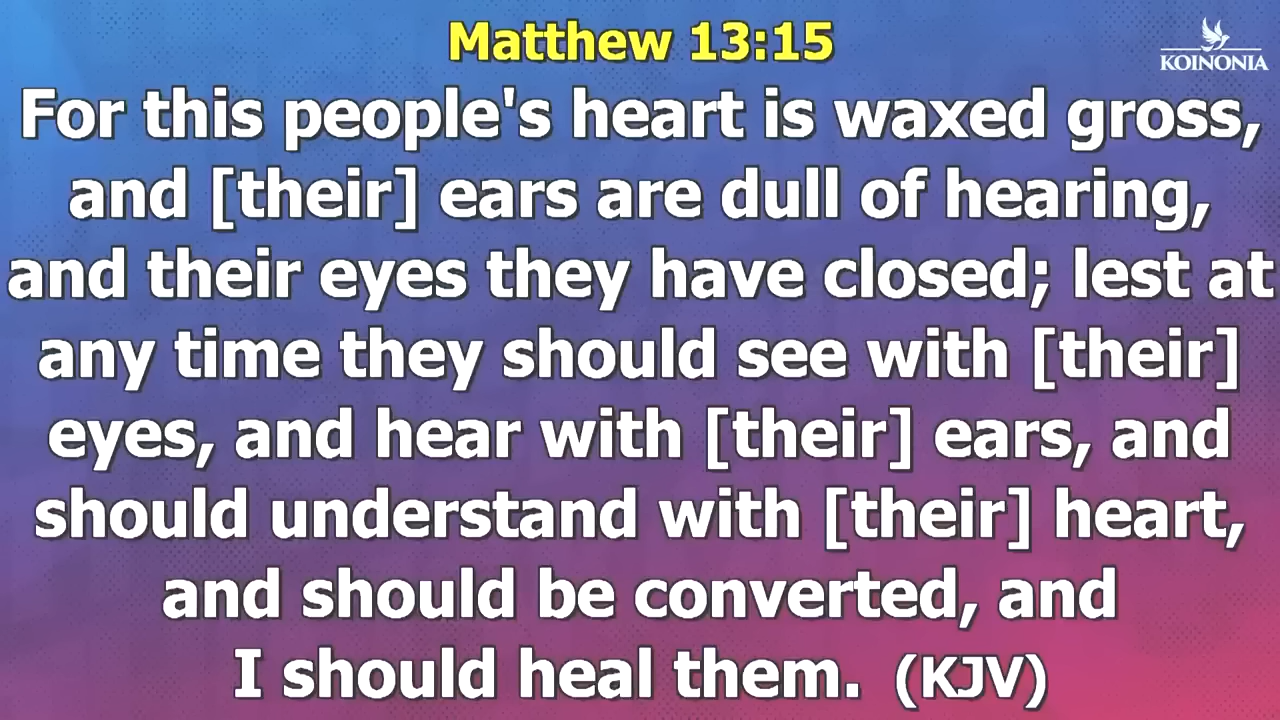 Matthew 13:15
KOINONIA
For this people's heart is waxed gross,
and [their] ears are dull of hearing,
and their eyes they have closed; lest at
any time they should see with [their]
eyes, and hear with [their] ears, and
should understand with [their] heart,
and should be converted, and
I should heal them. (KJV)